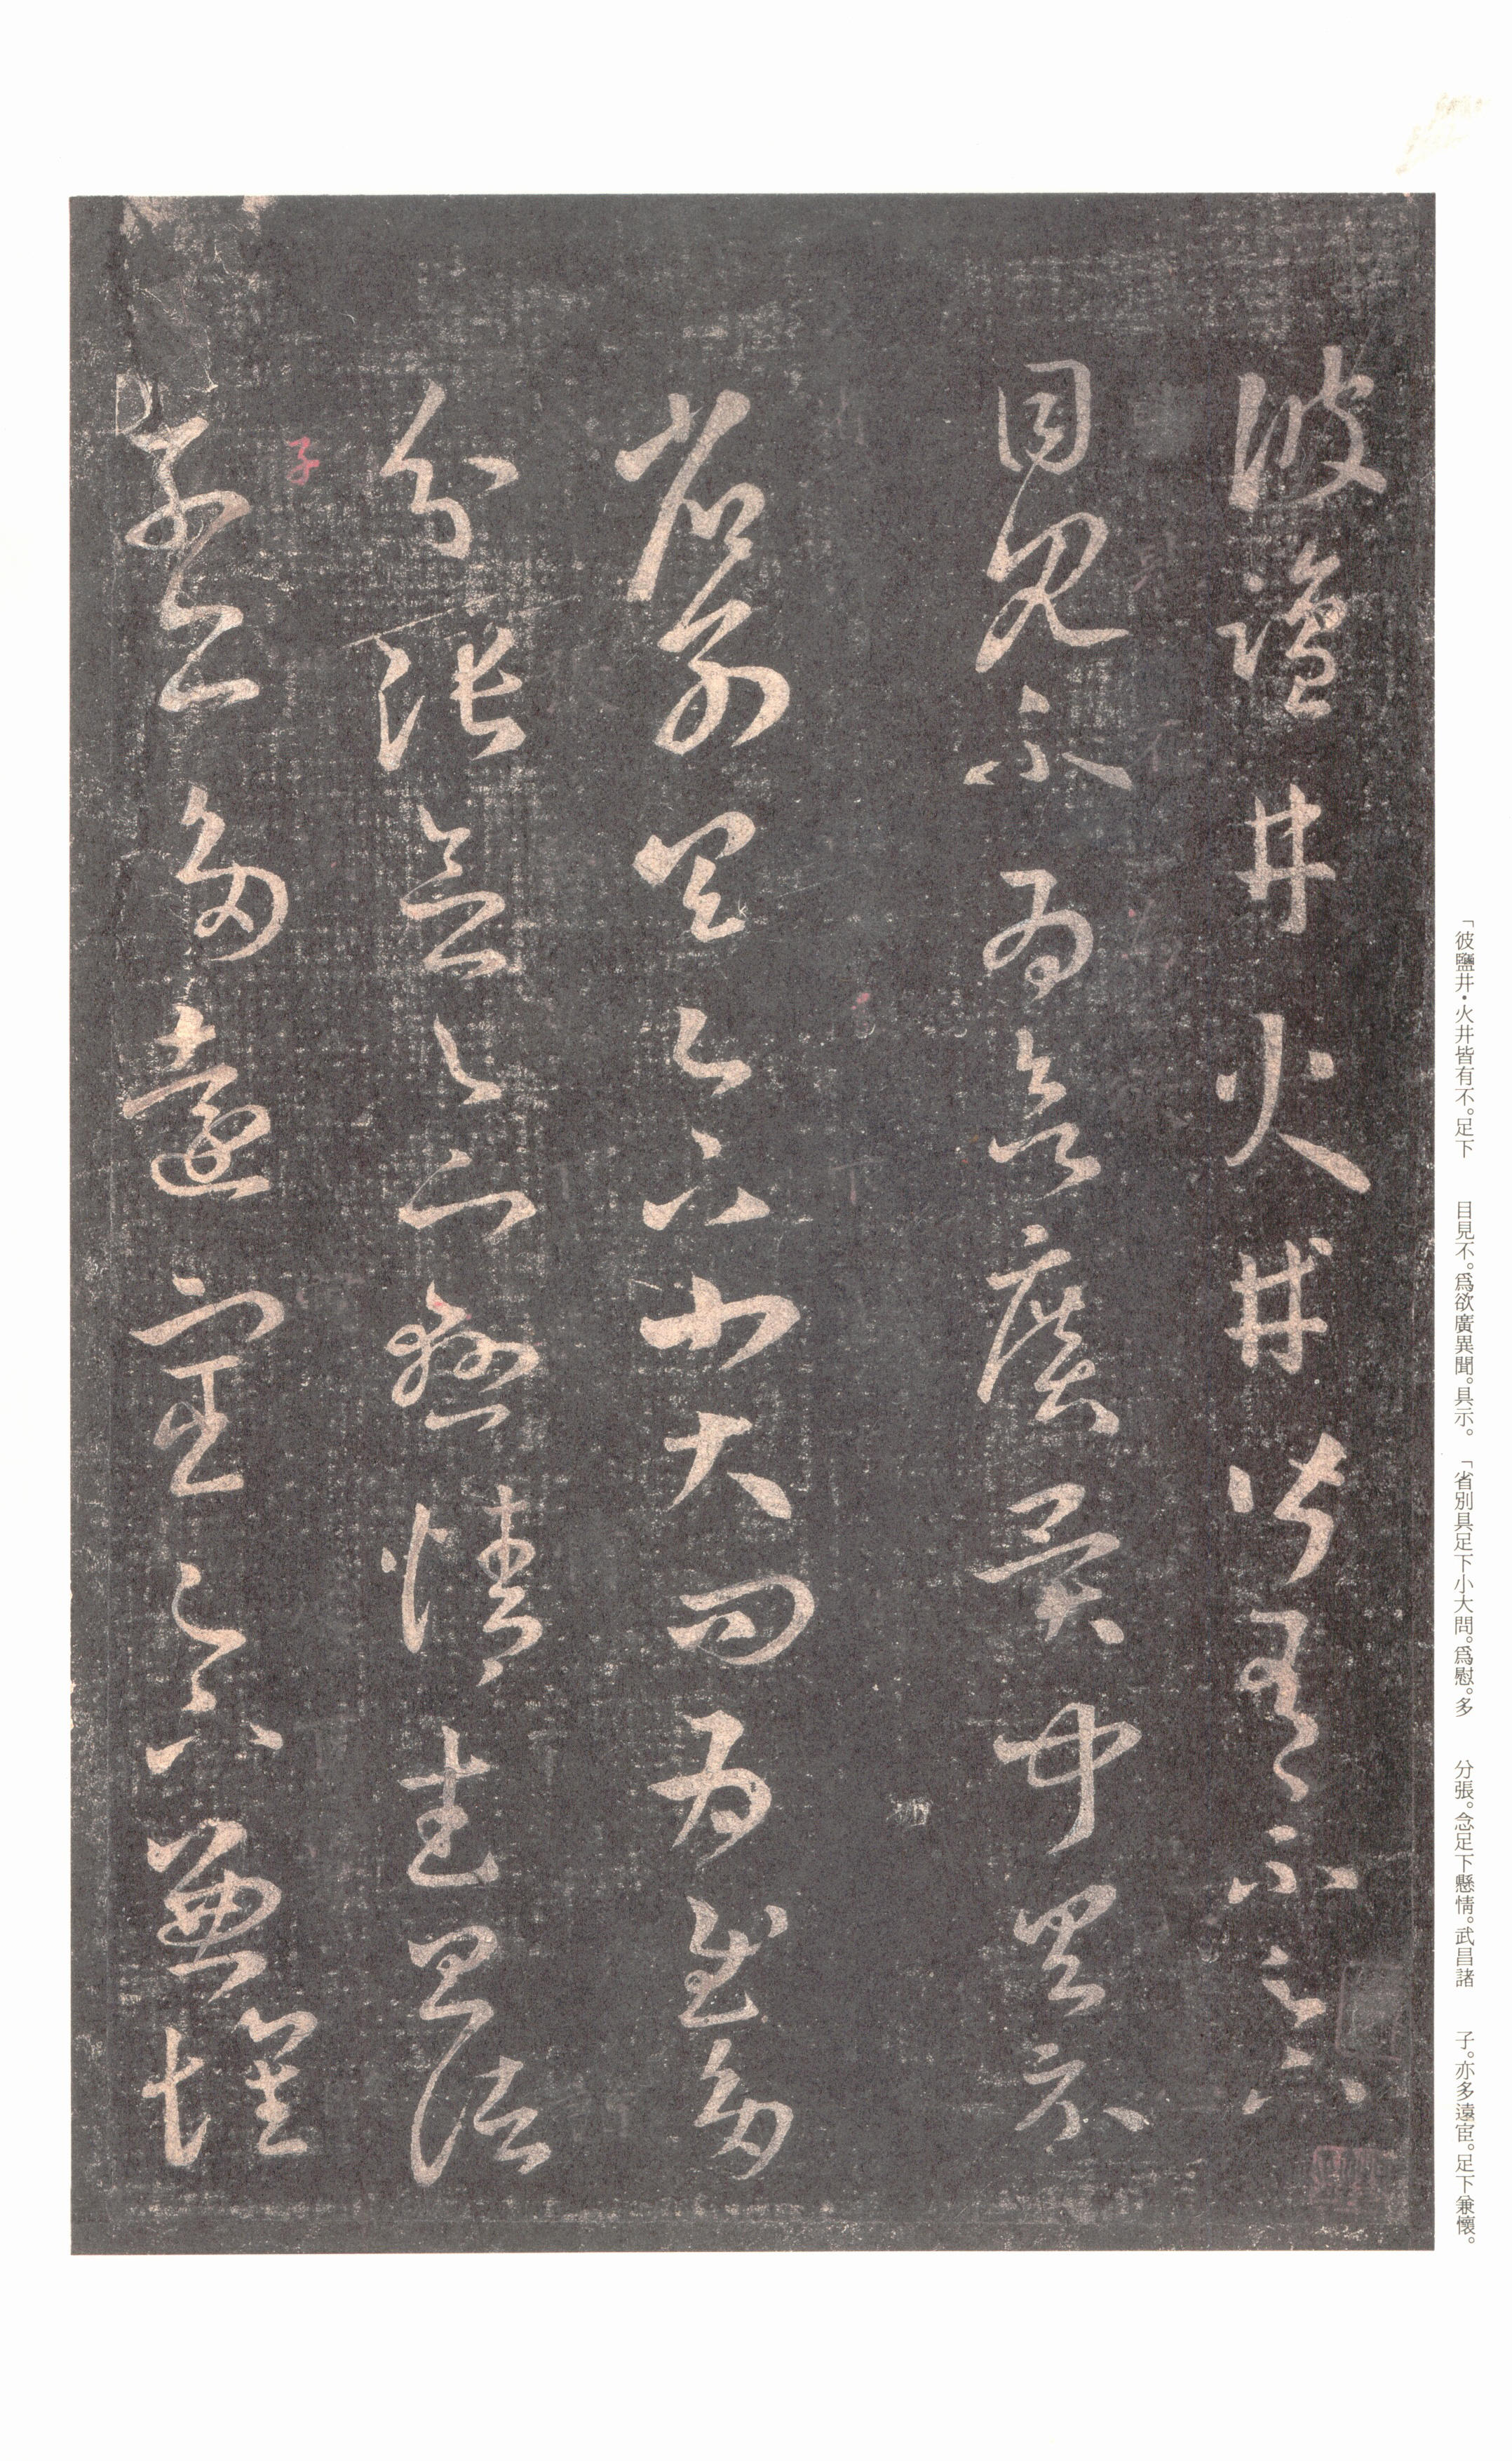 彼鹽井火井皆有不足下
目見不為欲廣異聞具示
省別具足下小大問為慰多
分張念足下懸情武昌諸
子亦多遠宦足下兼懷
子
「彼鹽井・火井皆有不。足下　目見不。爲欲廣異聞。具示。「省別具足下小大問。爲慰。多　分張。念足下懸情。武昌諸　子。亦多遠宦。足下兼懷。